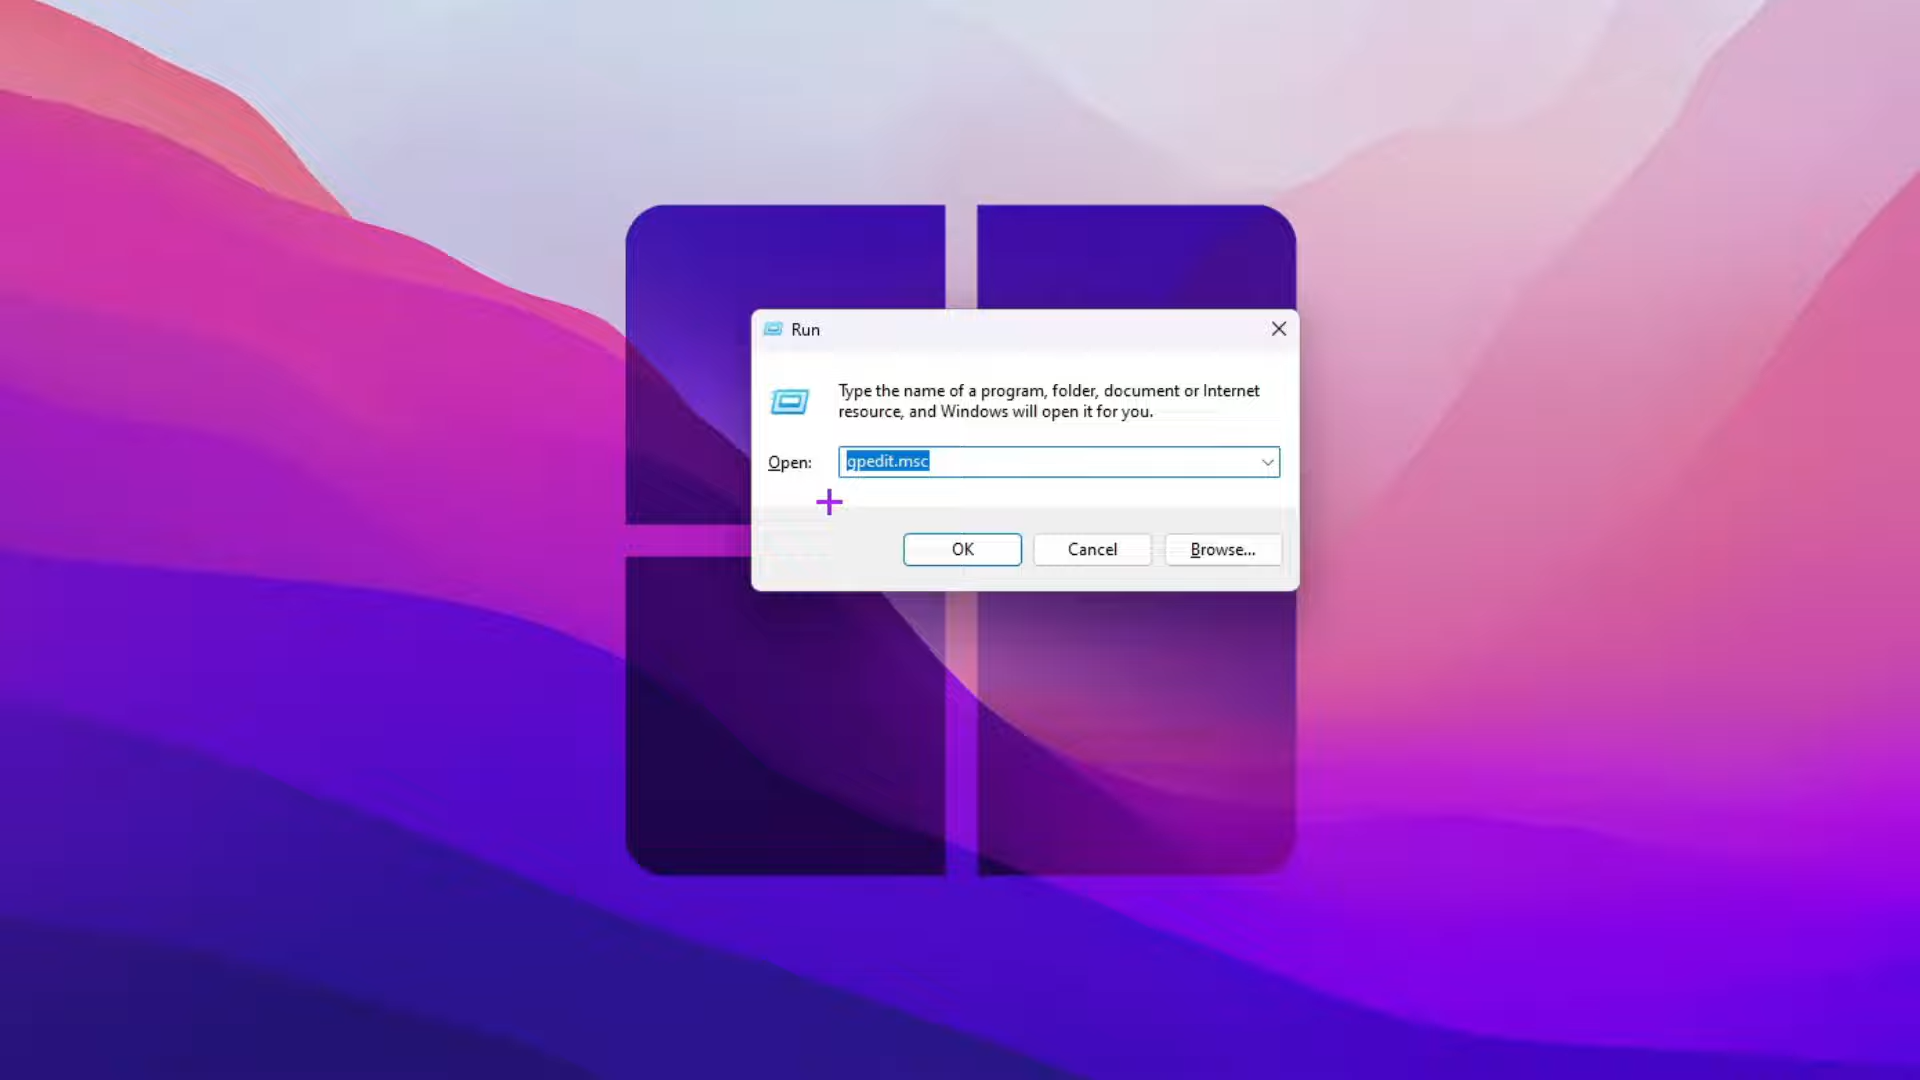 Run
Type the name of a program, folder, document or Internet
resource, and Windows will open it for you.
Open: gpedit.msc
OK Cancel Browse...